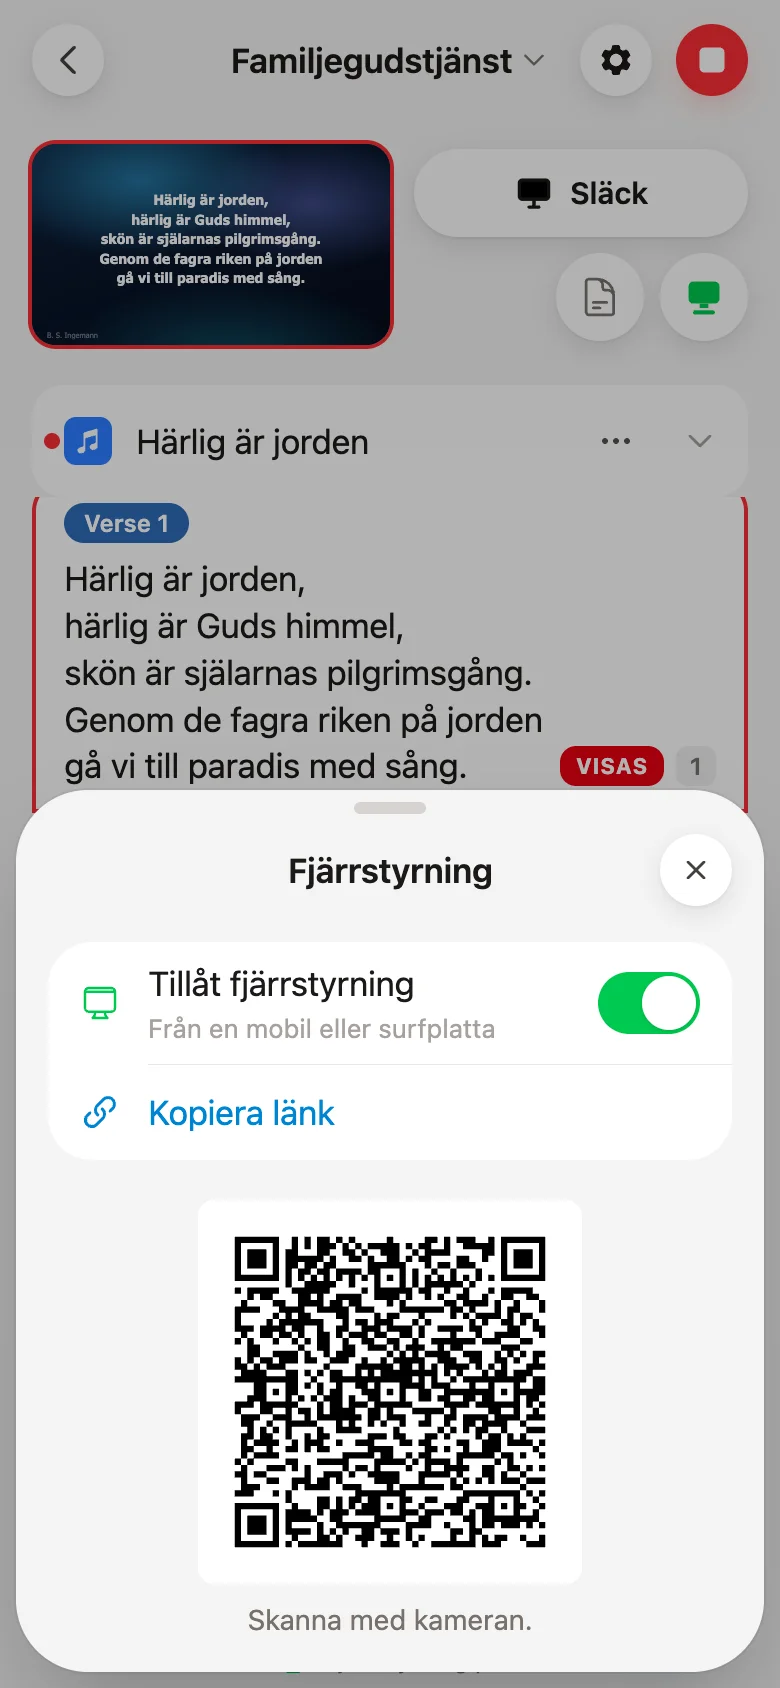 Familjegudstjänst
Härlig är jorden,
härlig är Guds himmel,
skön är själarnas pilgrimsgång.
Genom de fagra riken på jorden
gå vi till paradis med sång.
B. S. Ingemann
Släck
Härlig är jorden
Verse 1
Härlig är jorden,
härlig är Guds himmel,
skön är själarnas pilgrimsgång.
Genom de fagra riken på jorden
gå vi till paradis med sång.
VISAS 1
Fjärrstyrning
Tillåt fjärrstyrning
Från en mobil eller surfplatta
Kopiera länk
Skanna med kameran.